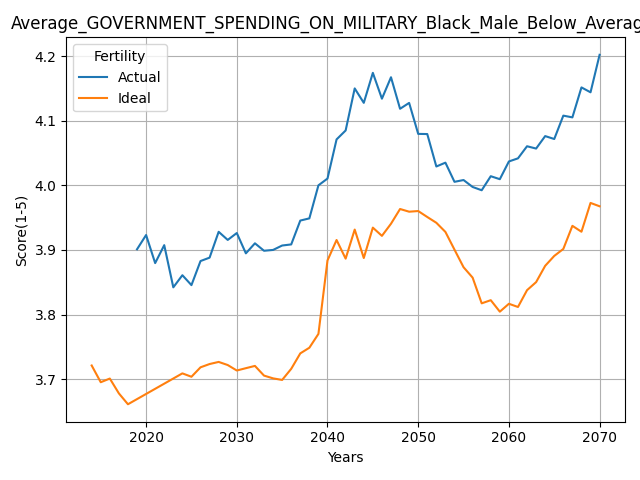 Average_GOVERNMENT_SPENDING_ON_MILITARY_Black_Male_Below_Averag
Fertility
Actual
Ideal
4.2
4.1
4.0
3.9
3.8
3.7
Score(1-5)
2020 2030 2040 2050 2060 2070
Years